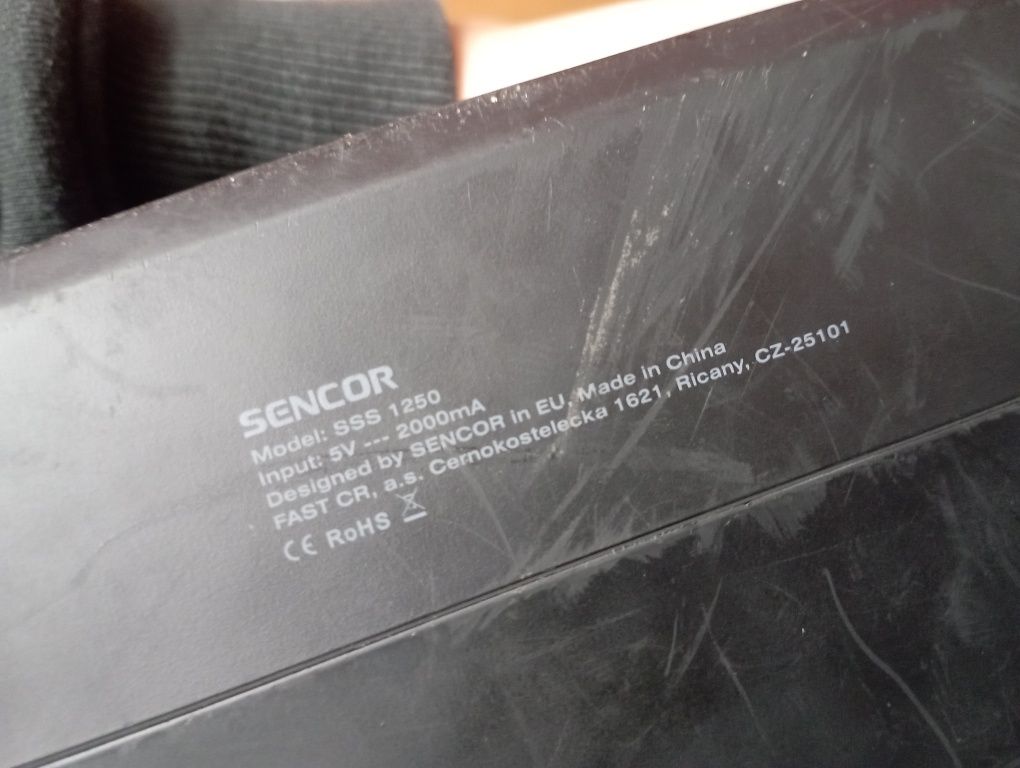 SENCOR
Model: SSS 1250
Input: 5V --- 2000mA
Designed by SENCOR in EU, Made in China
FAST CR, a.s. Cernokostelecka 1621, Ricany, CZ-25101
CE RoHS